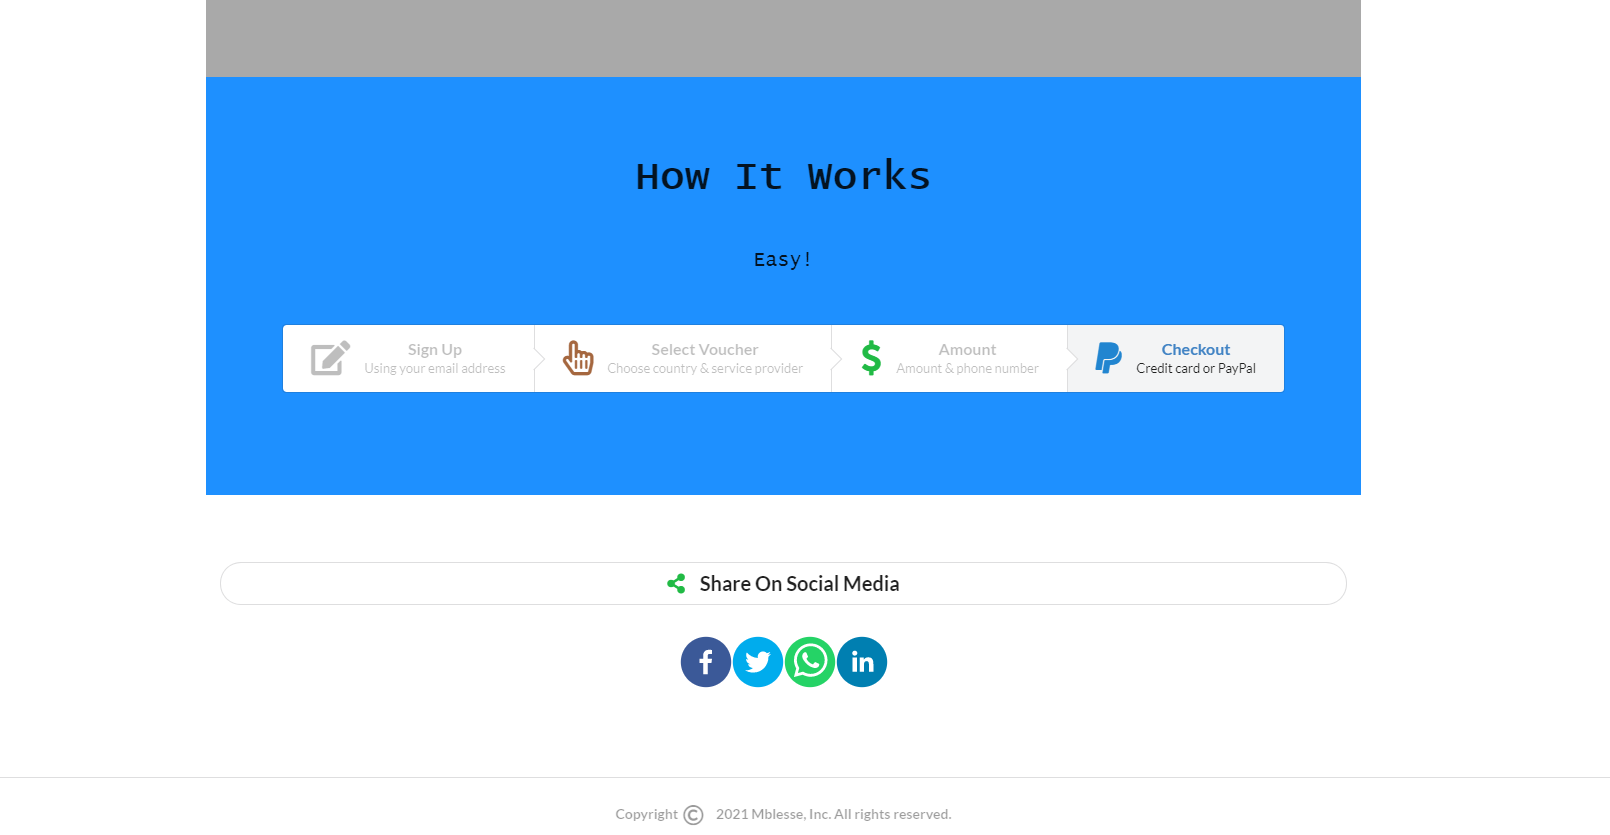 How It Works
Easy!
Sign Up
Using your email address
Select Voucher
Choose country & service provider
Amount
Amount & phone number
Checkout
Credit card or PayPal
Share On Social Media
Copyright © 2021 Mblesse, Inc. All rights reserved.